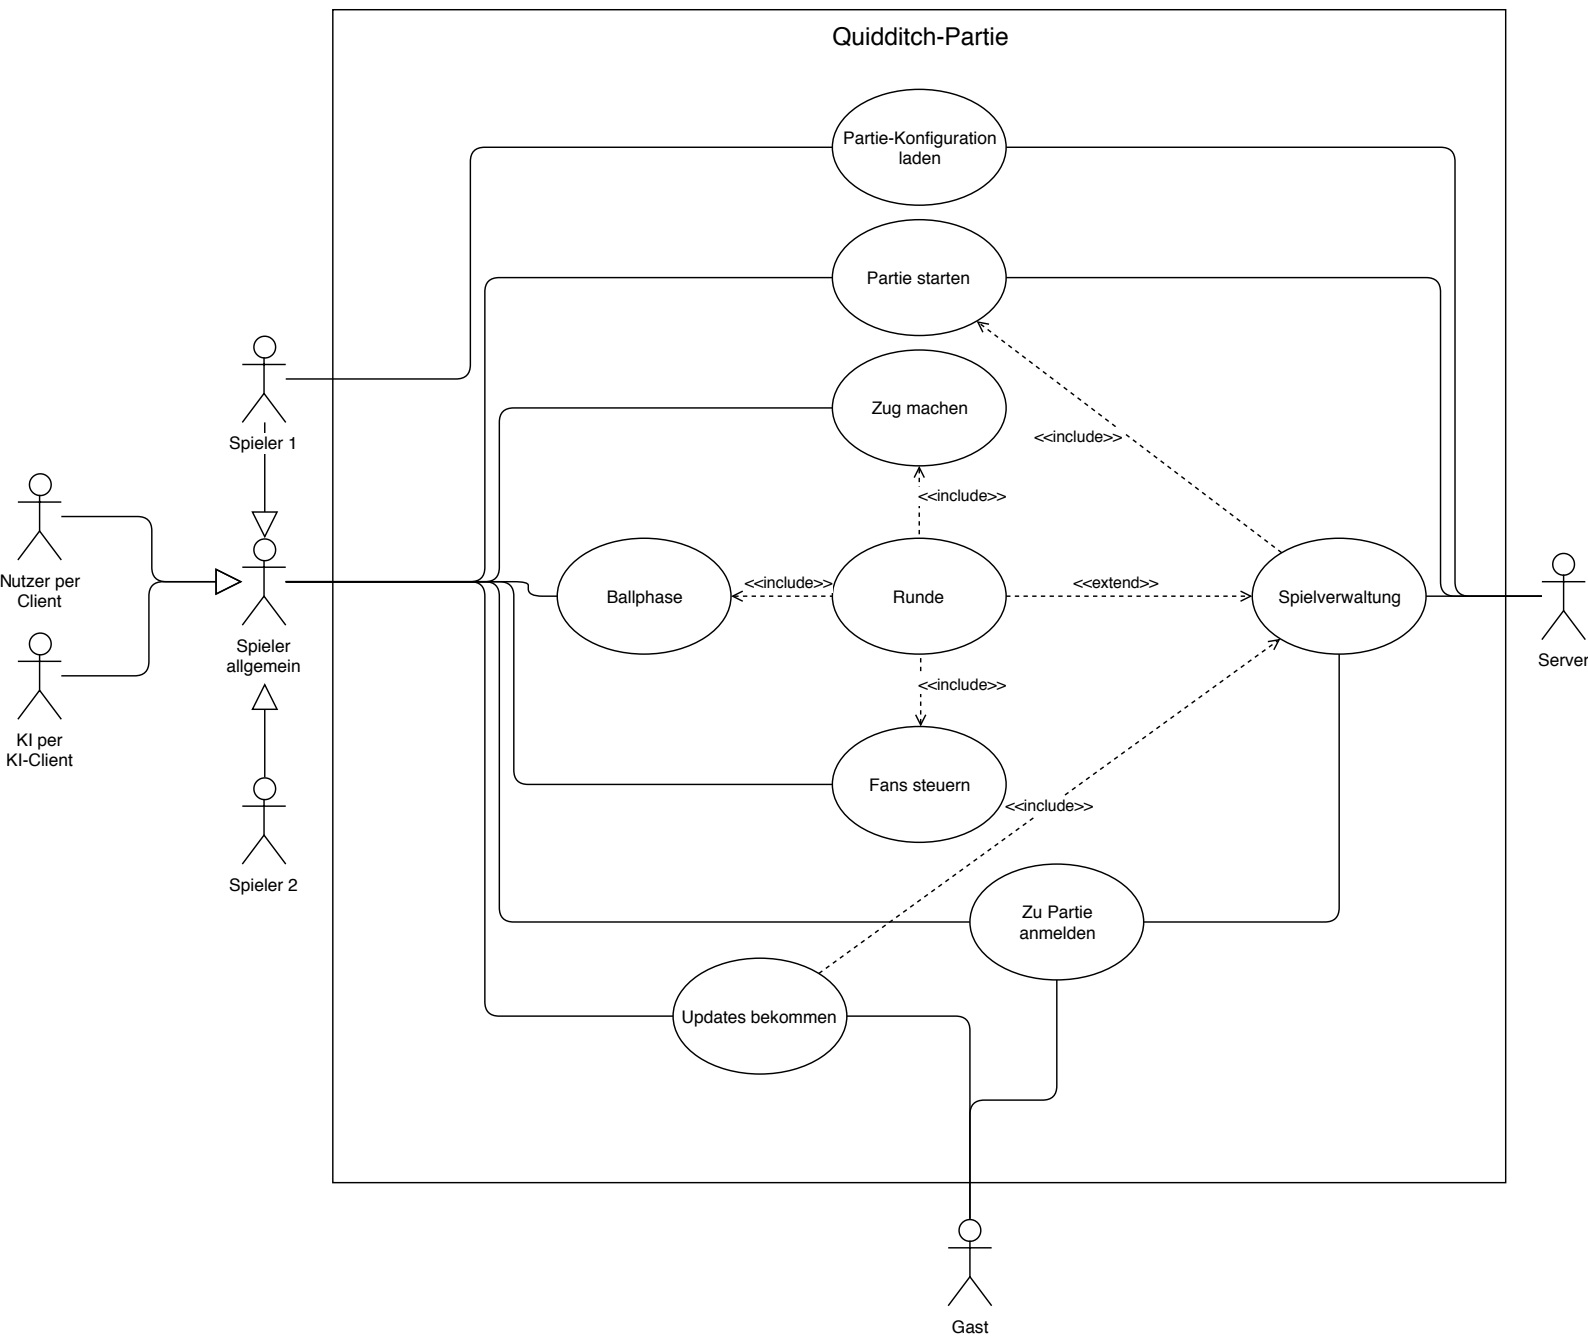 Quidditch-Partie
Partie-Konfiguration
laden
Partie starten
Zug machen
<<include>>
Spieler 1
<<include>>
Nutzer per
Client
Spieler
allgemein
Ballphase
<<include>>
Runde
<<extend>>
Spielverwaltung
Server
<<include>>
KI per
KI-Client
Fans steuern
<<include>>
Spieler 2
Zu Partie
anmelden
Updates bekommen
Gast